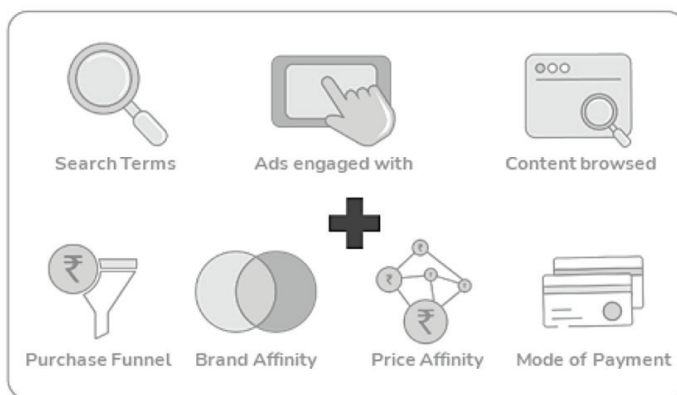 Search Terms
Ads engaged with
Content browsed
₹
₹
₹
₹
₹
₹
Purchase Funnel
Brand Affinity
Price Affinity
Mode of Payment